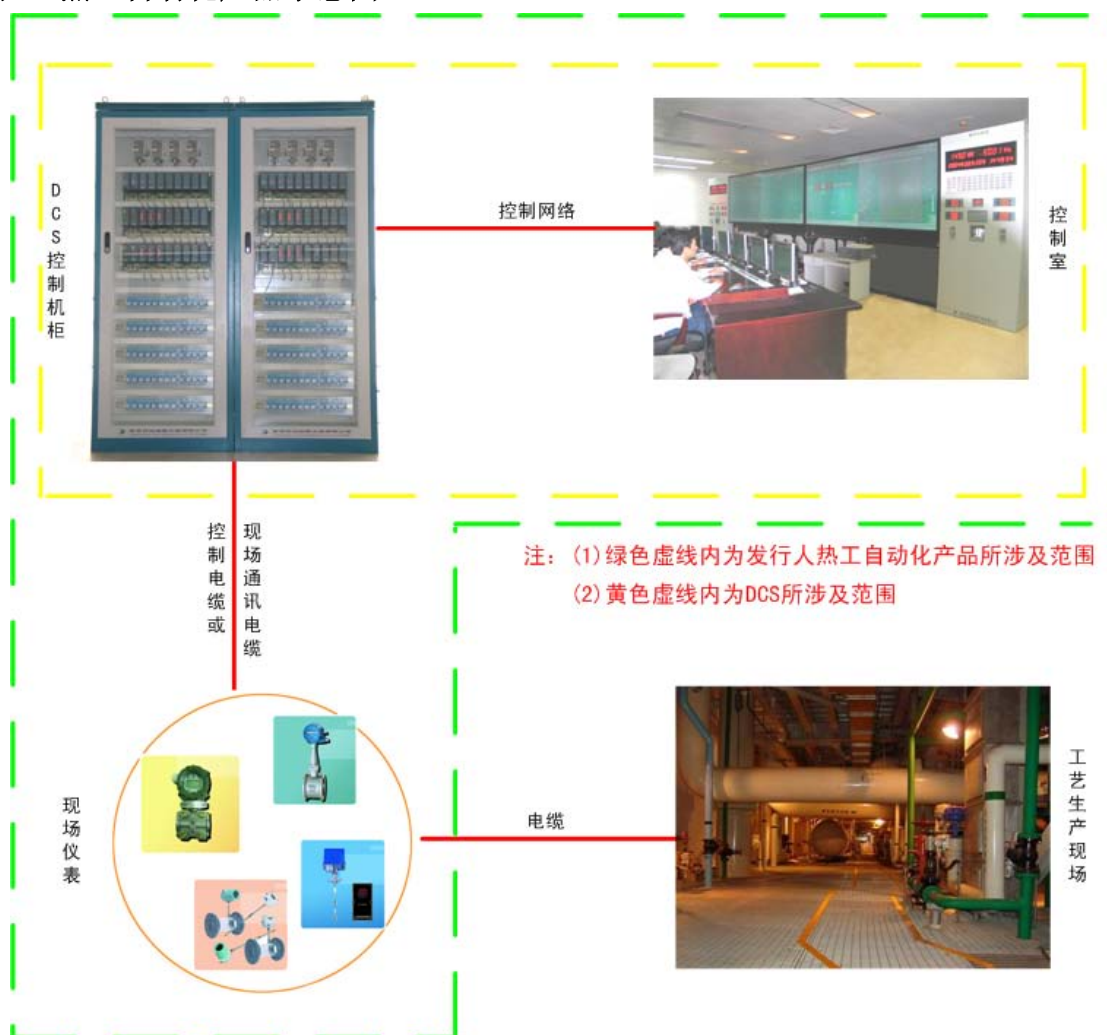 DCS控制机柜
控制网络
控制室
控制电缆或
现场通讯电缆
注：(1)绿色虚线内为发行人热工自动化产品所涉及范围
(2)黄色虚线内为DCS所涉及范围
现场仪表
电缆
工艺生产现场